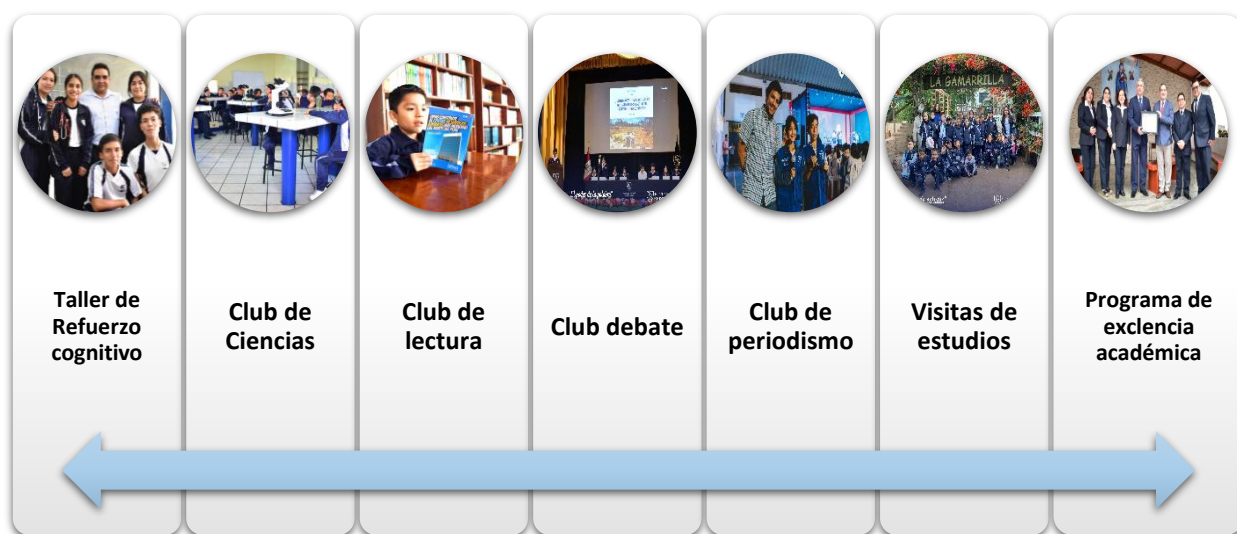 Taller de
Refuerzo
cognitivo
Club de
Ciencias
Club de
lectura
Club debate
Club de
periodismo
LA GAMARRILLA
Visitas de
estudios
Programa de
exclencia
académica